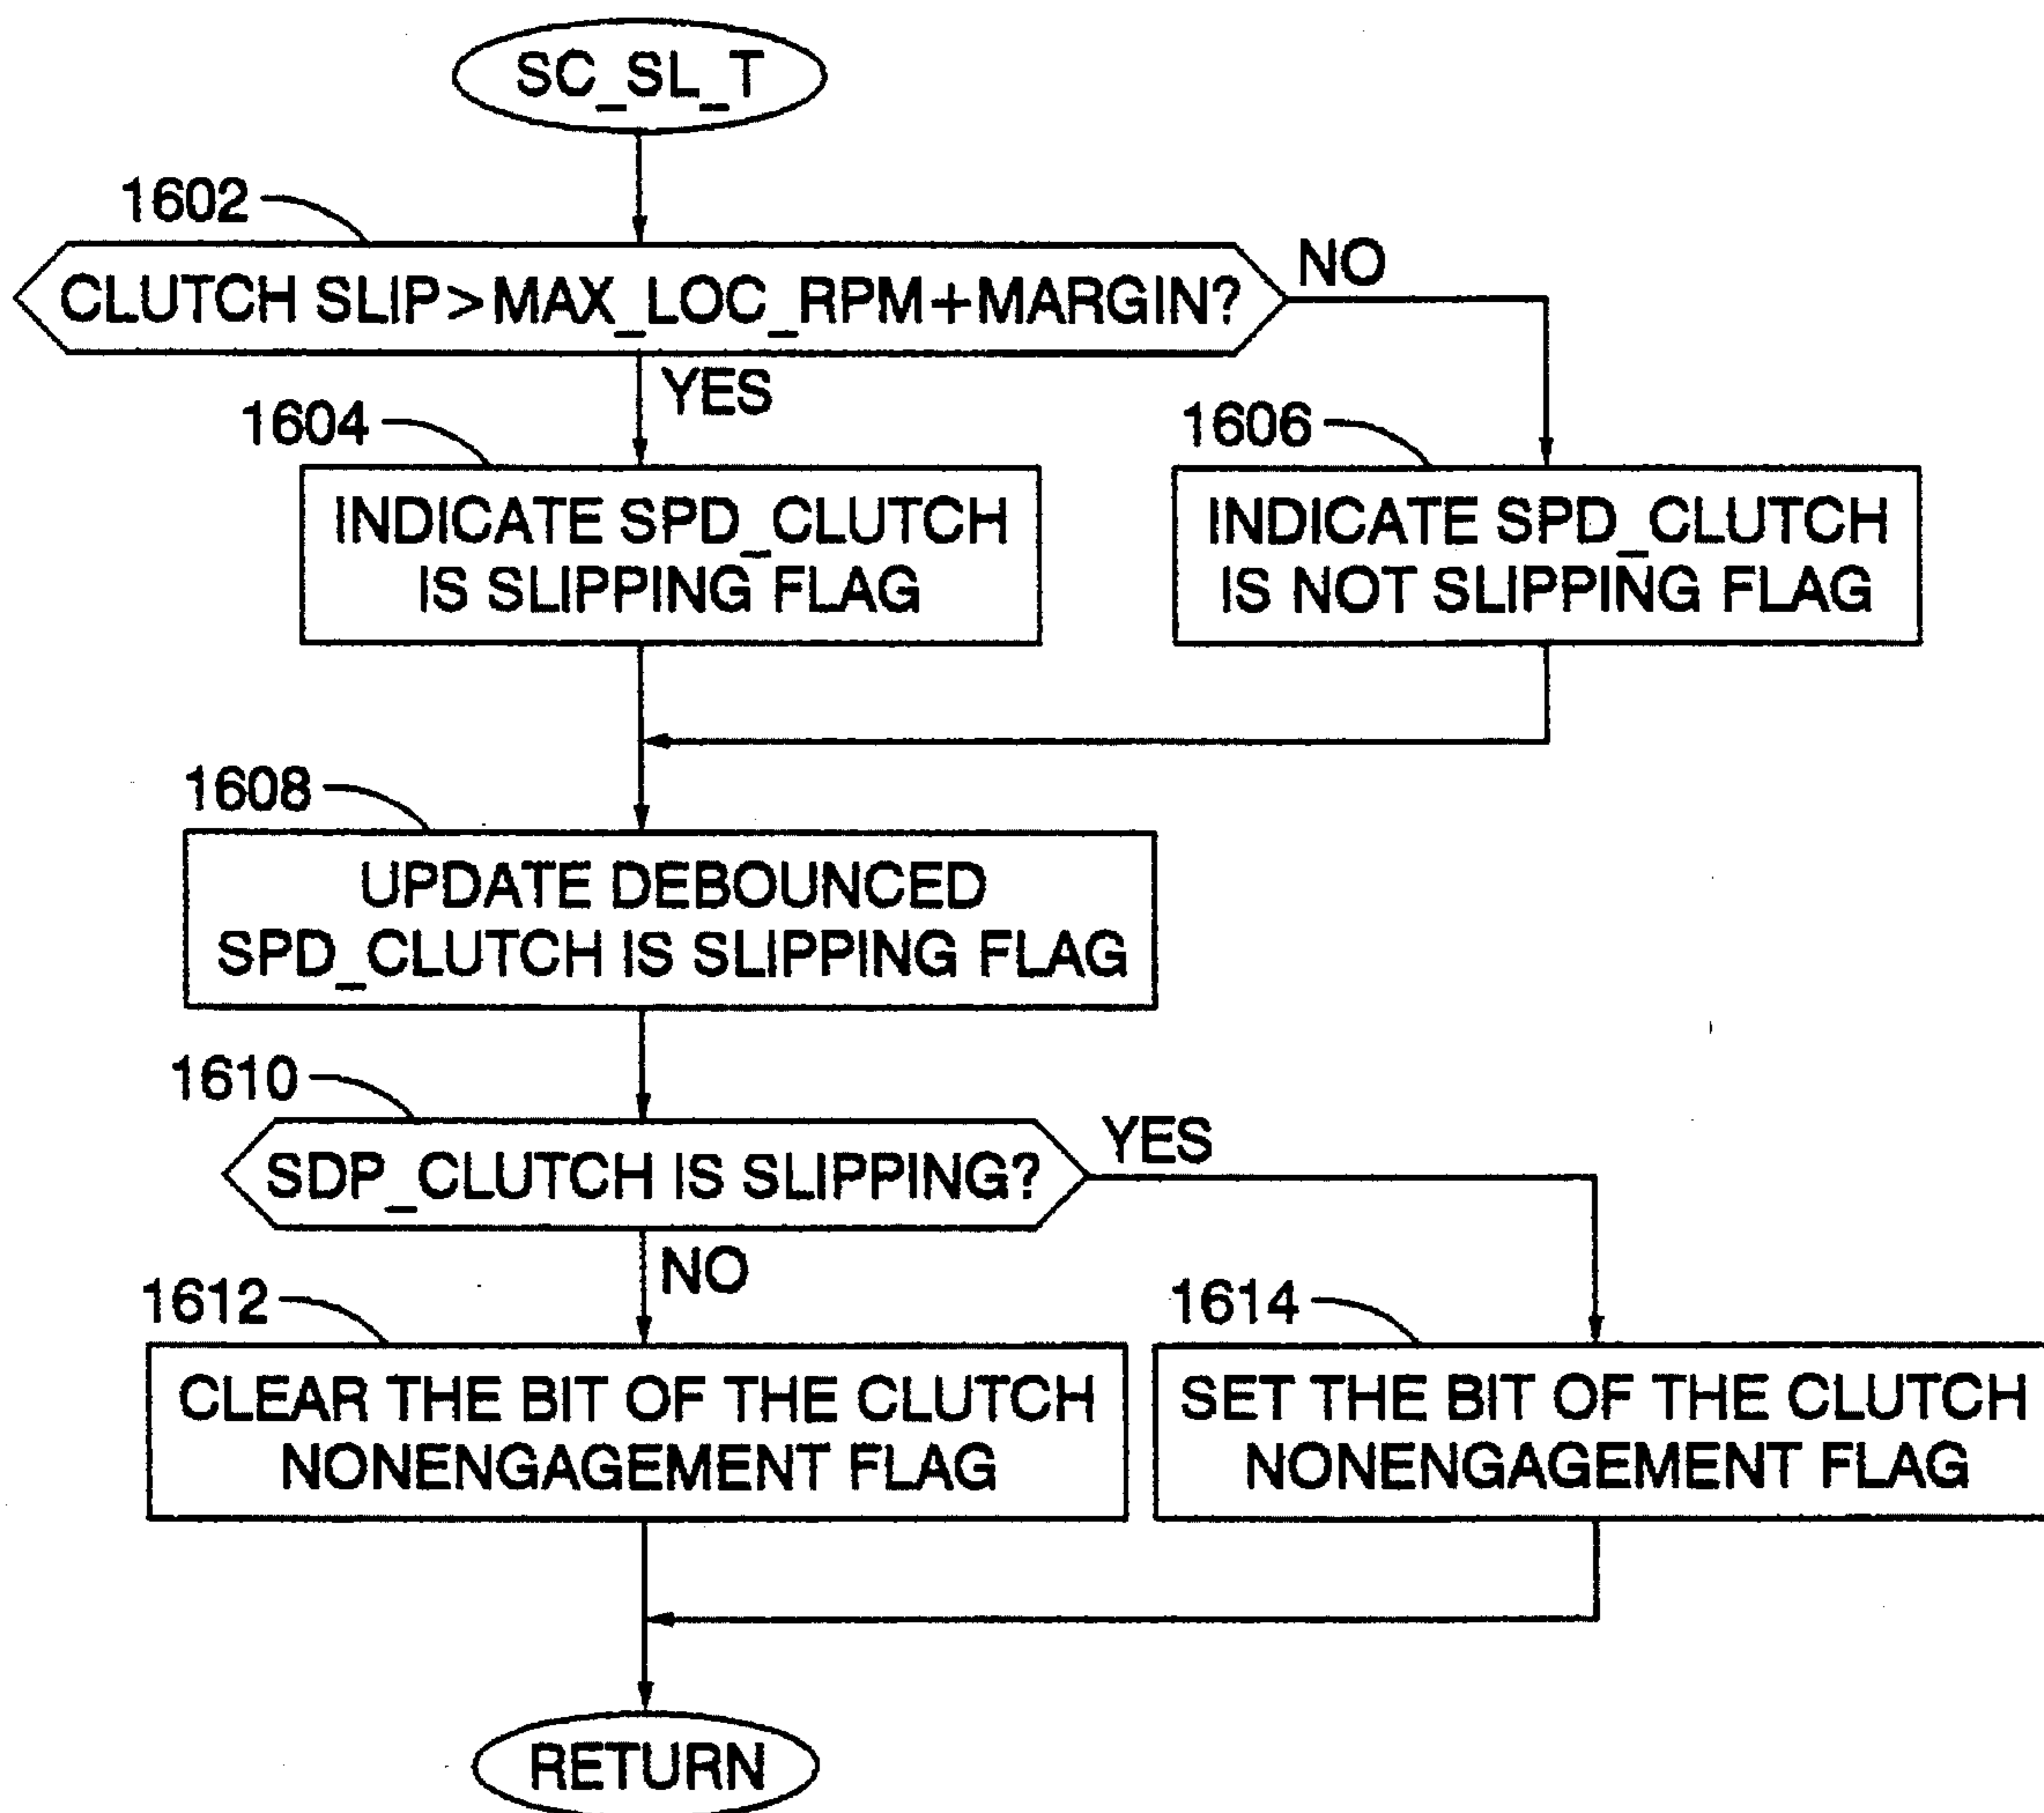 SC_SL_T
1602
CLUTCH SLIP>MAX_LOC_RPM+MARGIN?
NO
YES
1604
1606
INDICATE SPD_CLUTCH
IS SLIPPING FLAG
INDICATE SPD_CLUTCH
IS NOT SLIPPING FLAG
1608
UPDATE DEBOUNCED
SPD_CLUTCH IS SLIPPING FLAG
1610
SDP_CLUTCH IS SLIPPING?
YES
NO
1612
1614
CLEAR THE BIT OF THE CLUTCH
NONENGAGEMENT FLAG
SET THE BIT OF THE CLUTCH
NONENGAGEMENT FLAG
RETURN